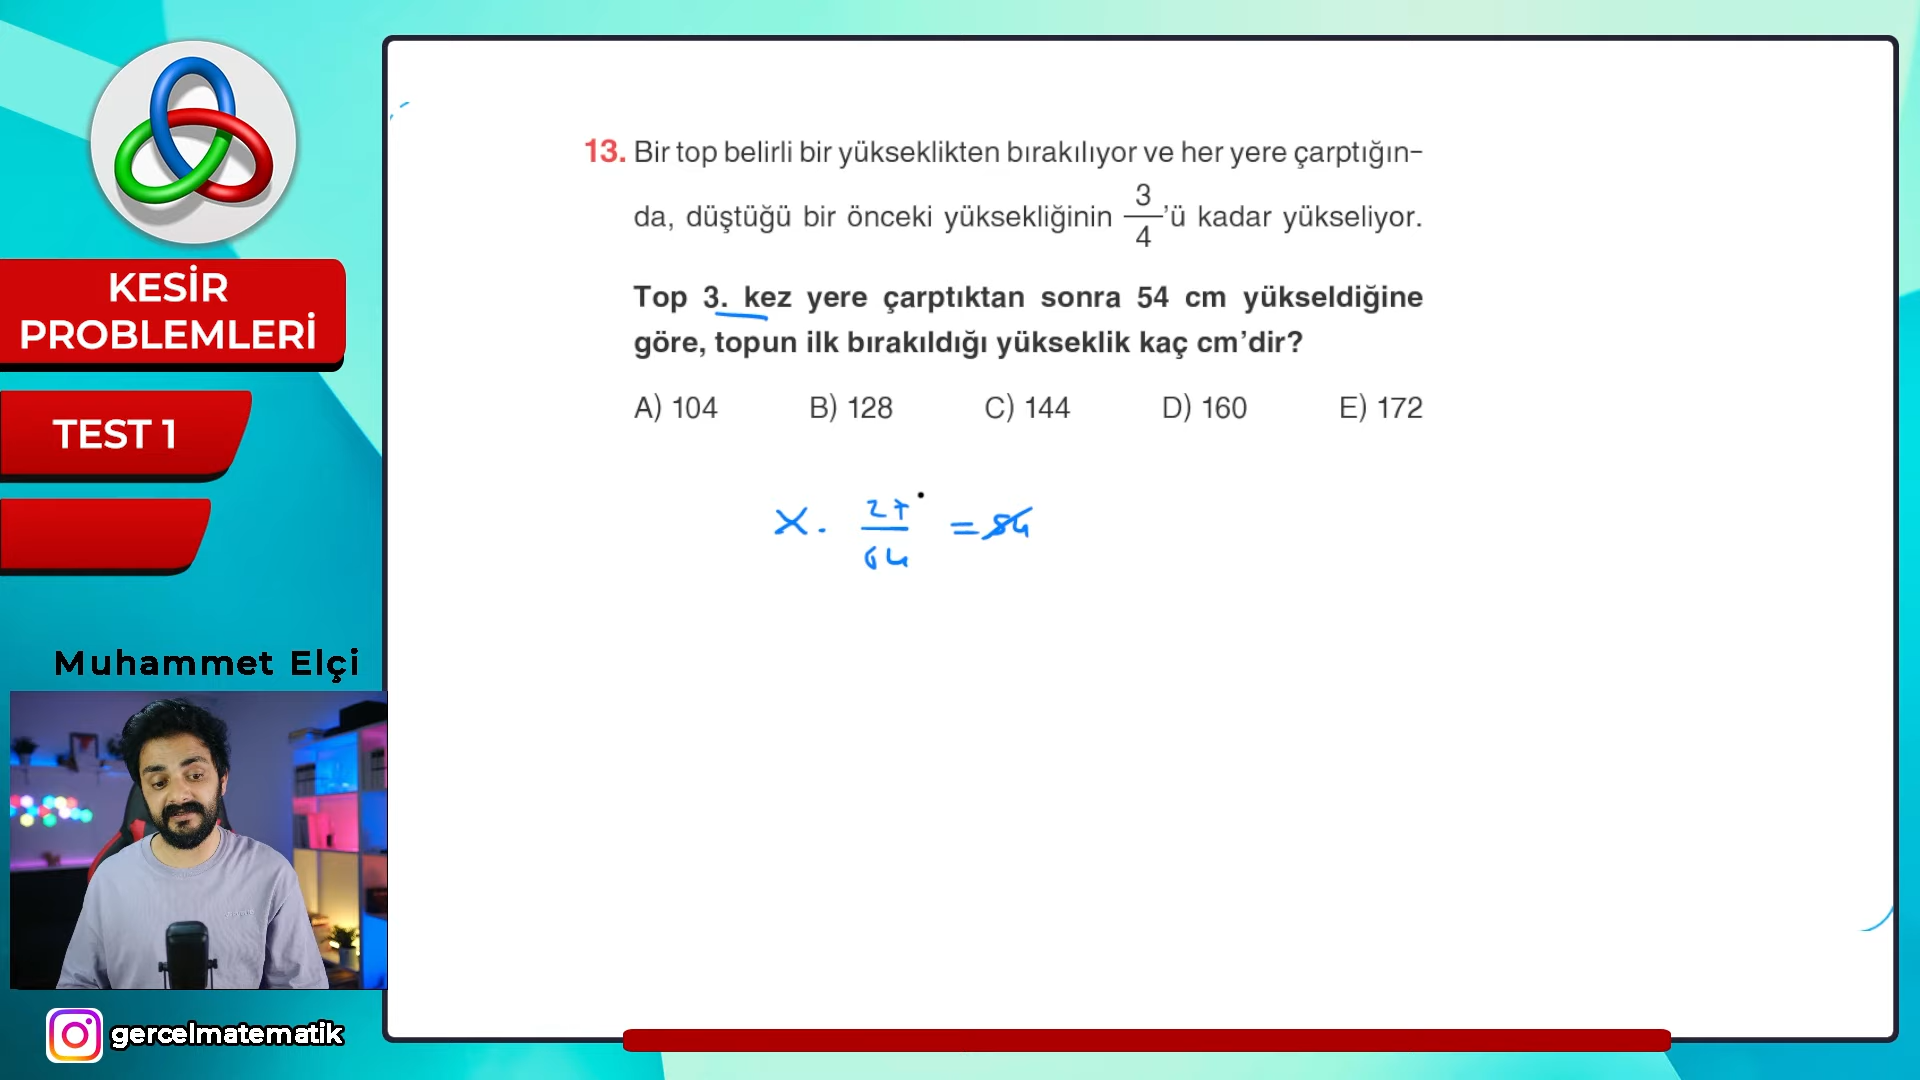 KESİR
PROBLEMLERİ
TEST 1
Muhammet Elçi
gercelmatematik
13. Bir top belirli bir yükseklikten bırakılıyor ve her yere çarptığın-
da, düştüğü bir önceki yüksekliğinin 3/4'ü kadar yükseliyor.
Top 3. kez yere çarptıktan sonra 54 cm yükseldiğine
göre, topun ilk bırakıldığı yükseklik kaç cm'dir?
A) 104 B) 128 C) 144 D) 160 E) 172
X . 27/64 = 54